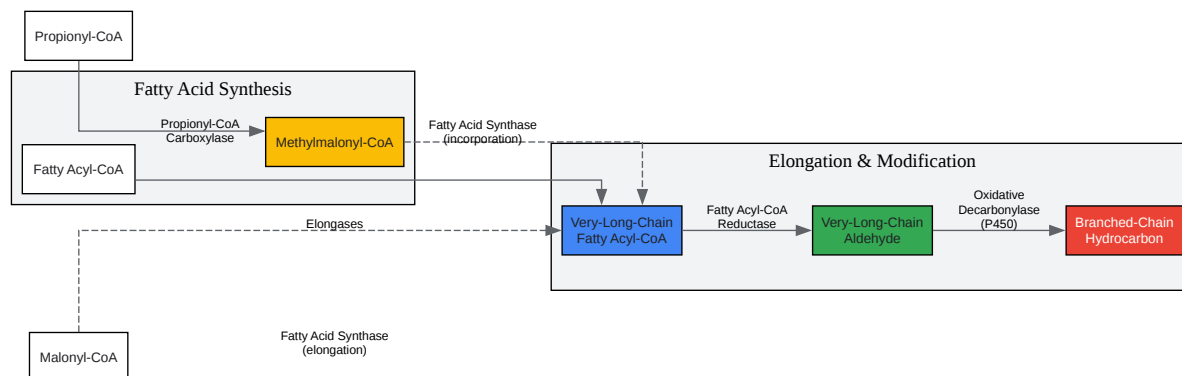 Propionyl-CoA
Fatty Acid Synthesis
Propionyl-CoA
Carboxylase
Methylmalonyl-CoA
Fatty Acid Synthase
(incorporation)
Fatty Acyl-CoA
Elongation & Modification
Elongases
Very-Long-Chain
Fatty Acyl-CoA
Fatty Acyl-CoA
Reductase
Very-Long-Chain
Aldehyde
Oxidative
Decarbonylase
(P450)
Branched-Chain
Hydrocarbon
Fatty Acid Synthase
(elongation)
Malonyl-CoA